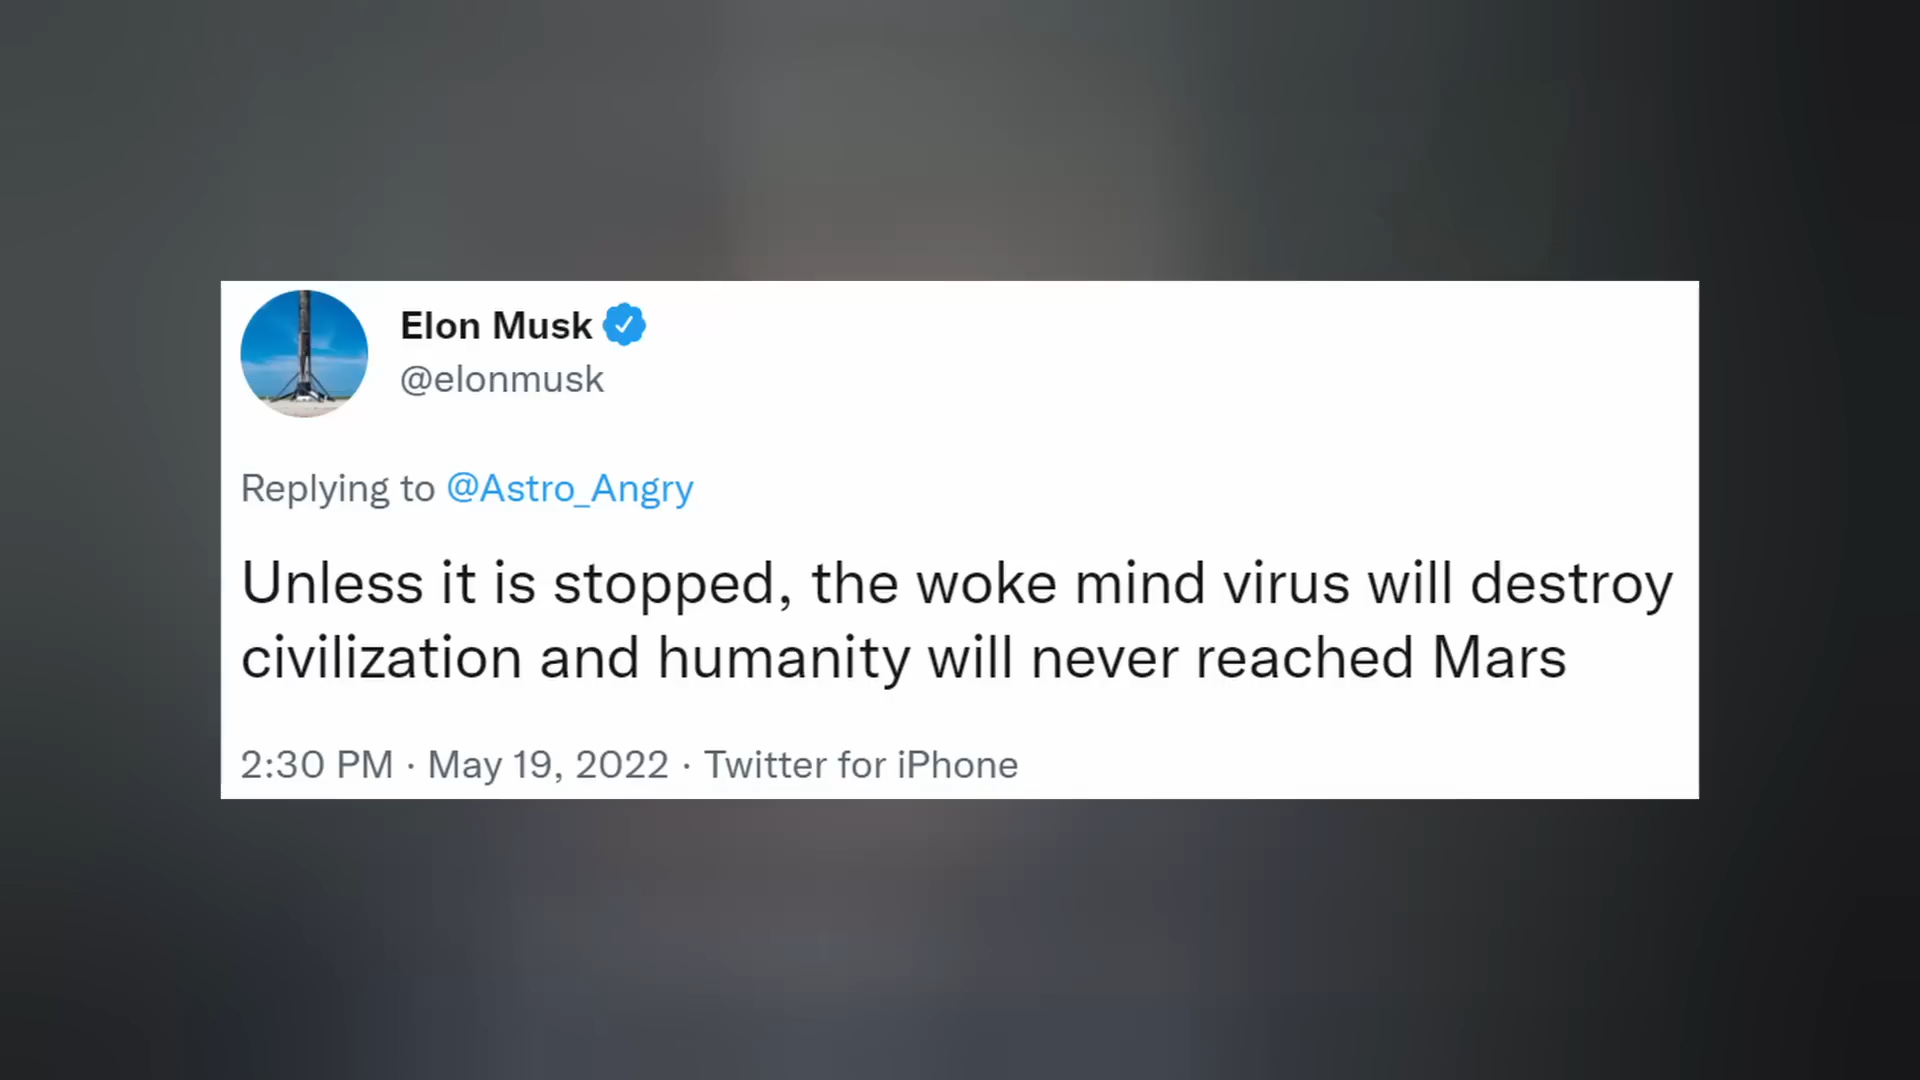 Elon Musk
@elonmusk
Replying to @Astro_Angry
Unless it is stopped, the woke mind virus will destroy
civilization and humanity will never reached Mars
2:30 PM · May 19, 2022 · Twitter for iPhone